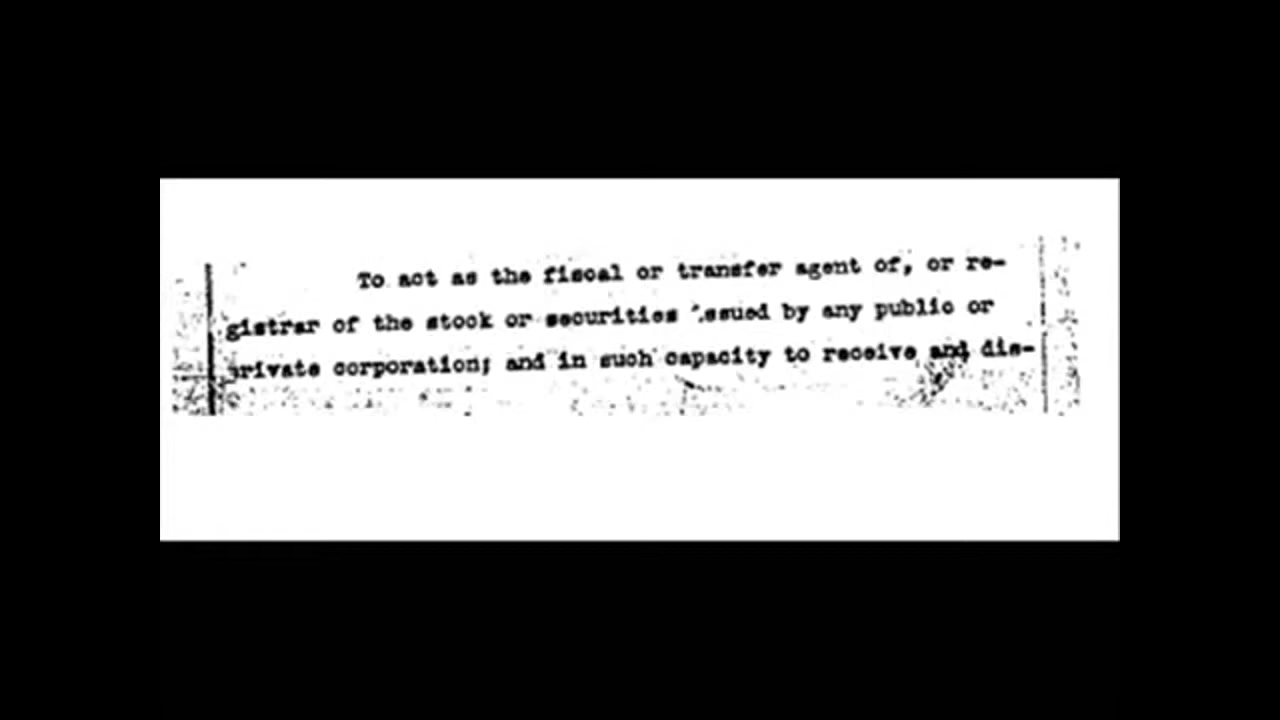 To act as the fiscal or transfer agent of, or re-
gistrar of the stock or securities issued by any public or
private corporation; and in such capacity to receive and dis-